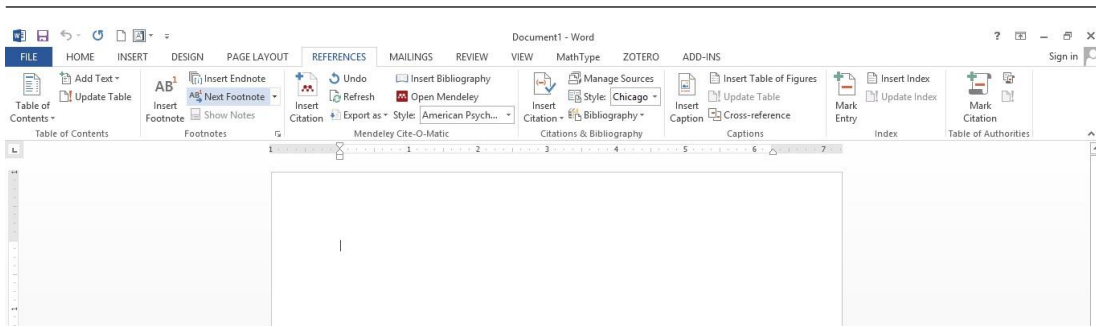 Document1 - Word
FILE HOME INSERT DESIGN PAGE LAYOUT REFERENCES MAILINGS REVIEW VIEW MathType ZOTERO ADD-INS Sign in
Table of Contents
Add Text
Update Table
Table of Contents
AB1
Insert Footnote
Insert Endnote
Next Footnote
Show Notes
Footnotes
Insert Citation
Undo
Refresh
Export as
Insert Bibliography
Open Mendeley
Style: American Psych...
Mendeley Cite-O-Matic
Insert Citation
Manage Sources
Style: Chicago
Bibliography
Citations & Bibliography
Insert Caption
Insert Table of Figures
Update Table
Cross-reference
Captions
Mark Entry
Insert Index
Update Index
Index
Mark Citation
Table of Authorities
1 1 2 3 4 5 6 7
1
1